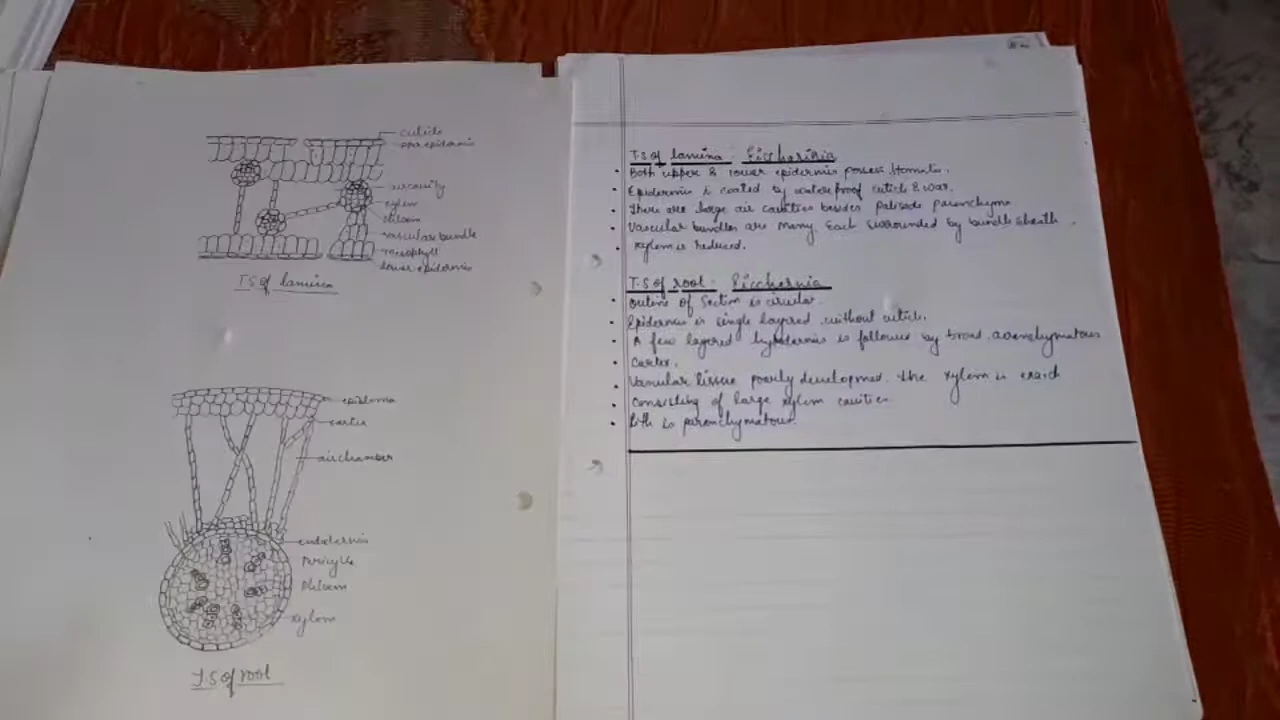 cuticle
upper epidermis
air cavity
xylem
phloem
vascular bundle
mesophyll
lower epidermis
T.S of lamina
epidermis
cortex
air chamber
endodermis
Pericycle
Phloem
xylem
T.S of root
T.S of lamina - Eiccharinia
Both upper & lower epidermis possess stomata.
Epidermis is coated by waterproof cuticle & wax.
There are large air cavities besides palisade parenchyma
Vascular bundles are many each surrounded by bundle sheath.
xylem is reduced.
T.S of root - Eiccharnia
Outline of Section is circular.
Epidermis is single layered without cuticle.
A few layered hypodermis is followed by broad aerenchymatous
Cortex.
Vascular tissue poorly developmed. The xylem is exarch
Consisting of large xylem cavities
Pith is parenchymatous.